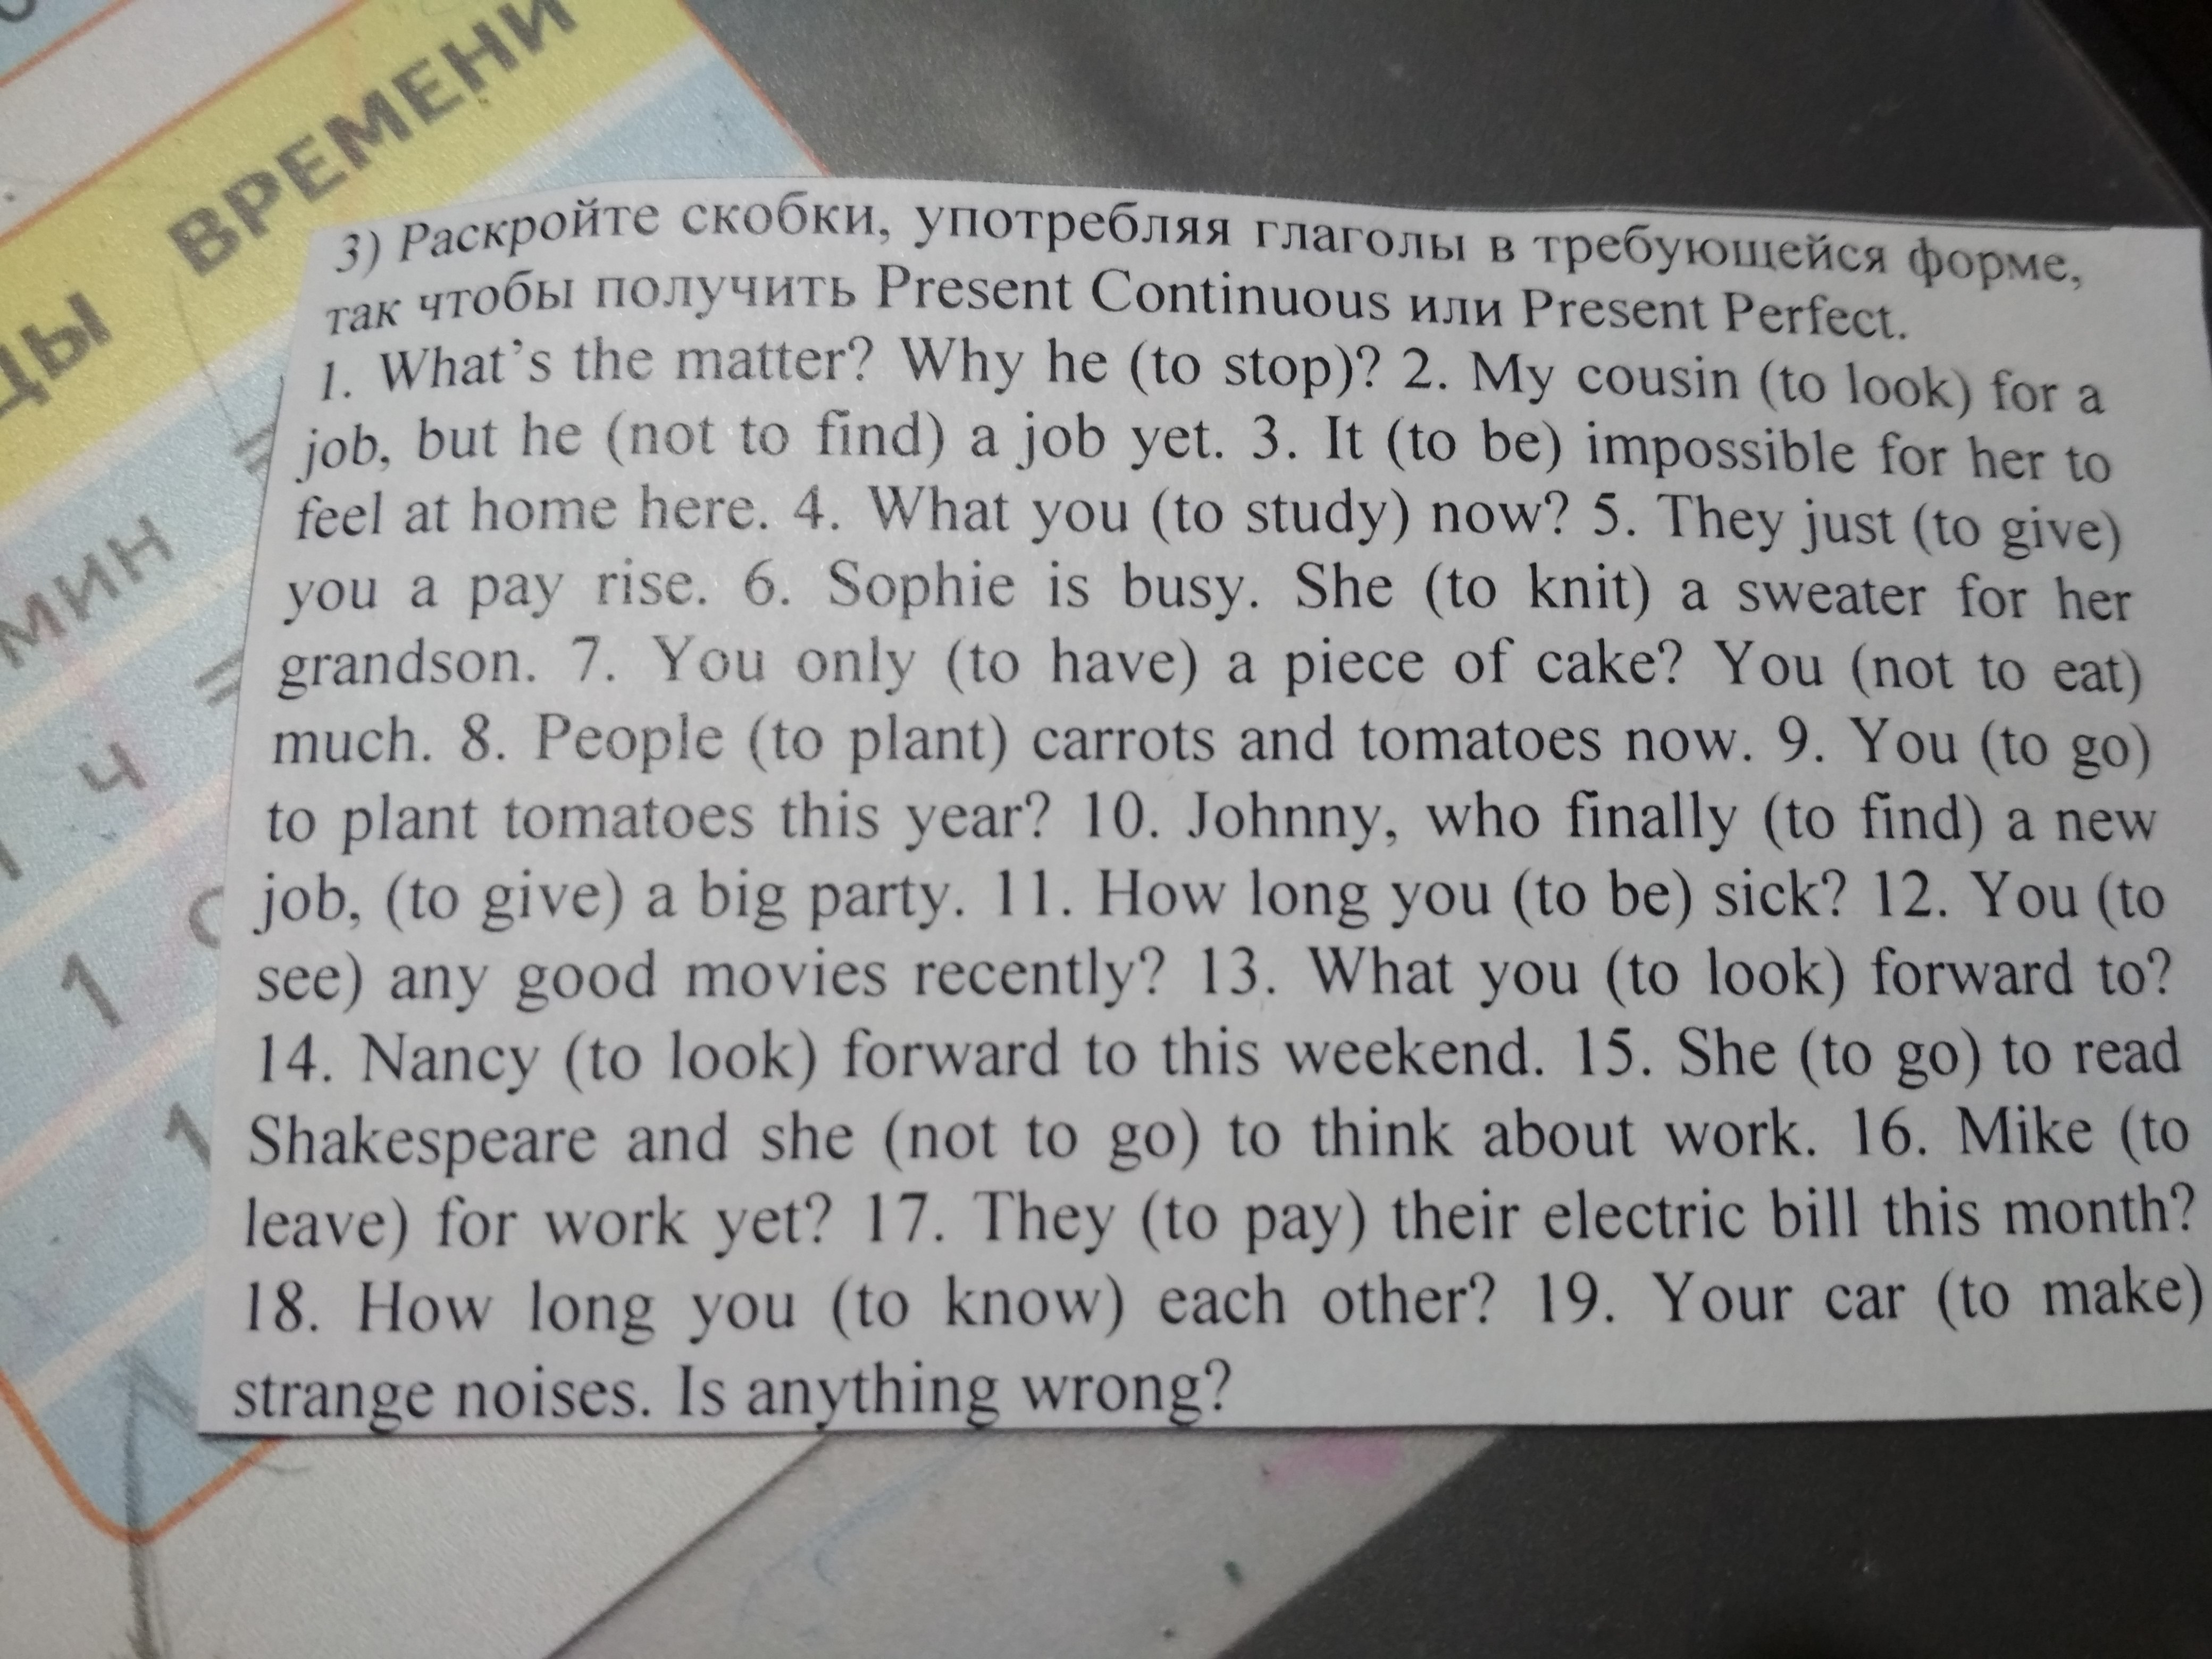 ЦЫ ВРЕМЕНИ
МИН
Ч
1
1
3) Раскройте скобки, употребляя глаголы в требующейся форме,
так чтобы получить Present Continuous или Present Perfect.
1. What's the matter? Why he (to stop)? 2. My cousin (to look) for a
job, but he (not to find) a job yet. 3. It (to be) impossible for her to
feel at home here. 4. What you (to study) now? 5. They just (to give)
you a pay rise. 6. Sophie is busy. She (to knit) a sweater for her
grandson. 7. You only (to have) a piece of cake? You (not to eat)
much. 8. People (to plant) carrots and tomatoes now. 9. You (to go)
to plant tomatoes this year? 10. Johnny, who finally (to find) a new
job, (to give) a big party. 11. How long you (to be) sick? 12. You (to
see) any good movies recently? 13. What you (to look) forward to?
14. Nancy (to look) forward to this weekend. 15. She (to go) to read
Shakespeare and she (not to go) to think about work. 16. Mike (to
leave) for work yet? 17. They (to pay) their electric bill this month?
18. How long you (to know) each other? 19. Your car (to make)
strange noises. Is anything wrong?